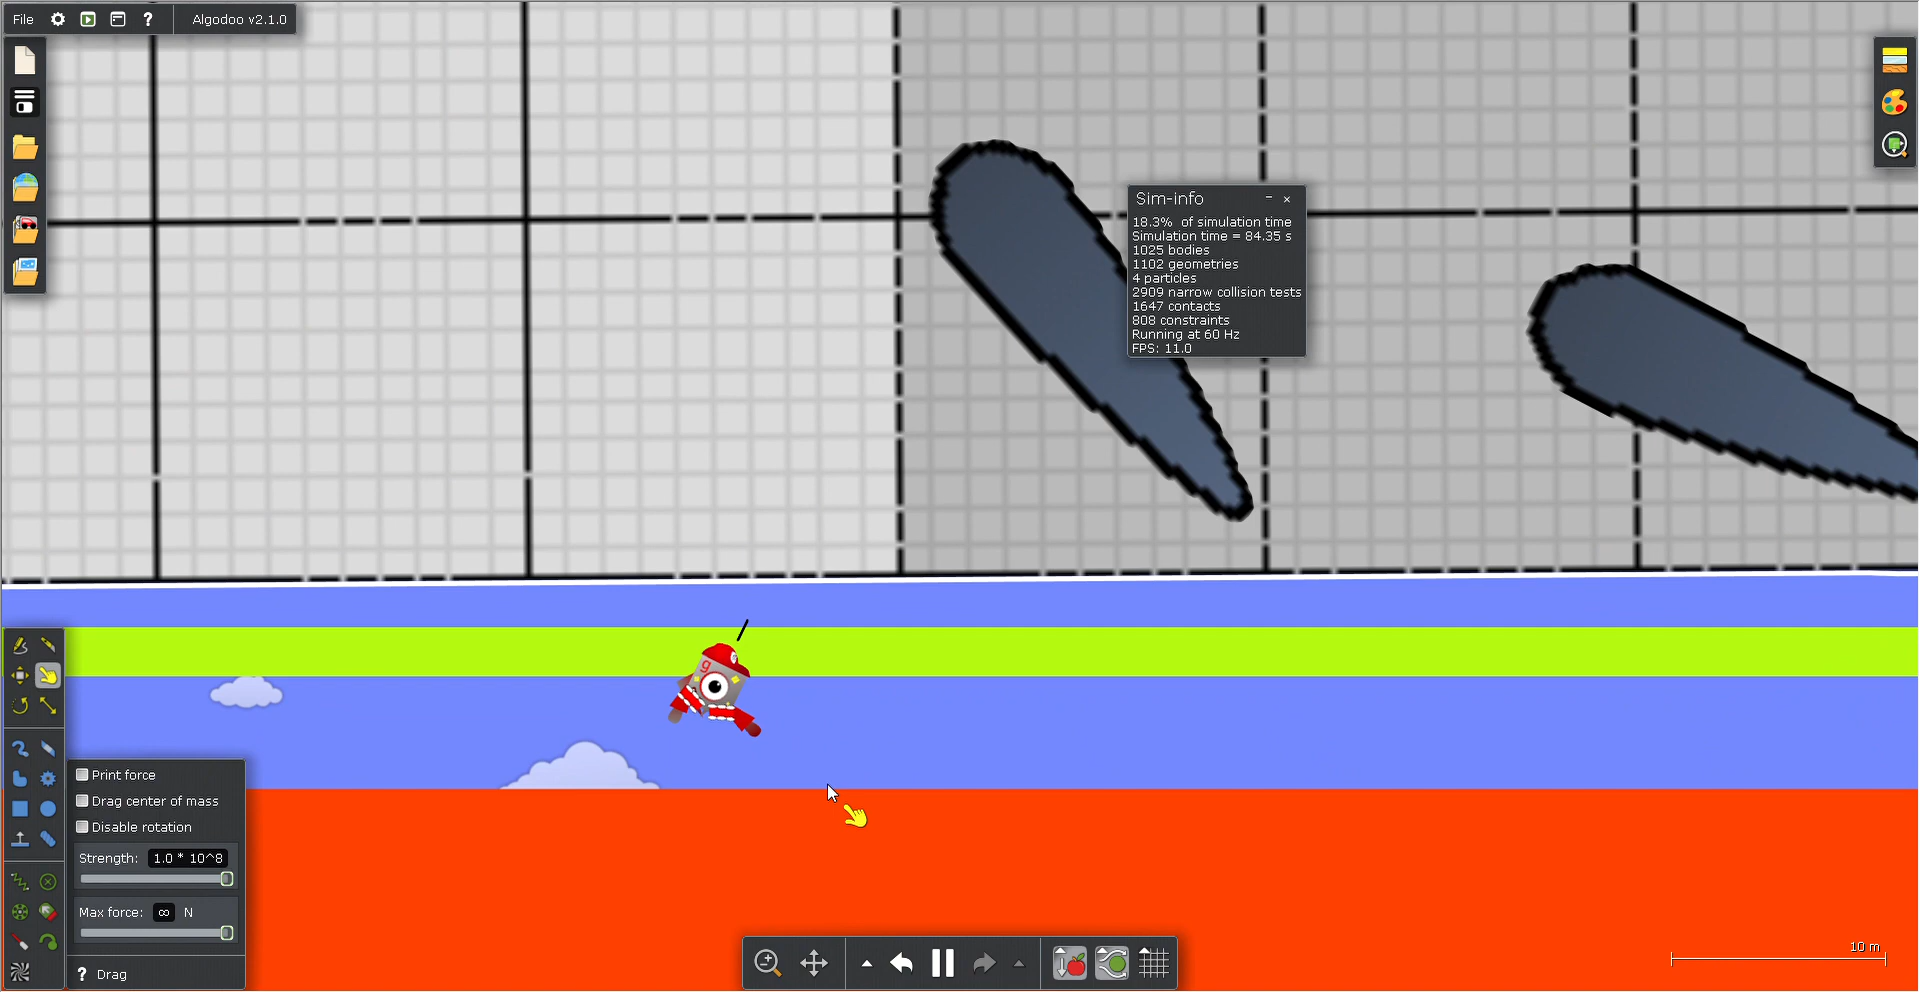 File ? Algodoo v2.1.0
Sim-info
18.3% of simulation time
Simulation time = 84.35 s
1025 bodies
1102 geometries
4 particles
2909 narrow collision tests
1647 contacts
808 constraints
Running at 60 Hz
FPS: 11.0
g
Print force
Drag center of mass
Disable rotation
Strength: 1.0 * 10^8
Max force: ∞ N
? Drag
10 m